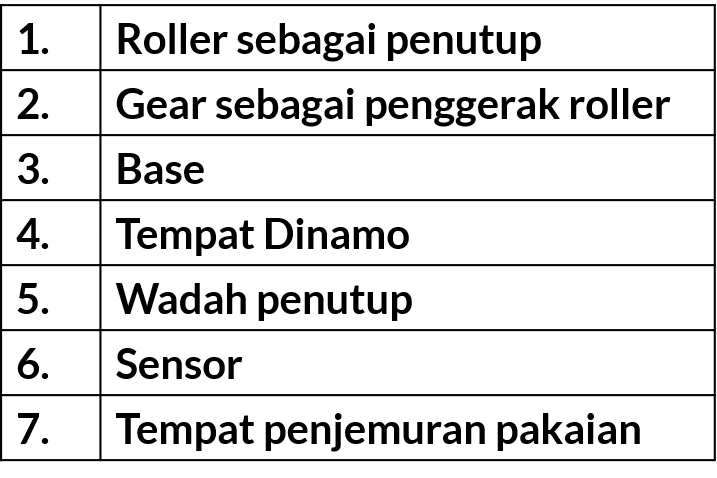 1. Roller sebagai penutup
2. Gear sebagai penggerak roller
3. Base
4. Tempat Dinamo
5. Wadah penutup
6. Sensor
7. Tempat penjemuran pakaian